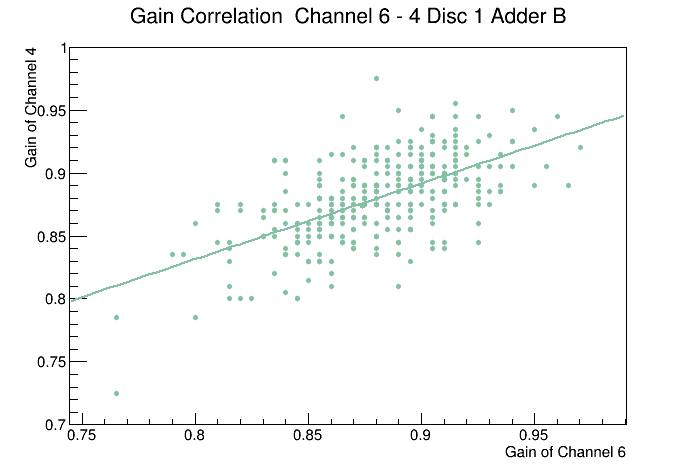 Gain Correlation  Channel 6 - 4 Disc 1 Adder B
Gain of Channel 4
1
0.95
0.9
0.85
0.8
0.75
0.7
0.75 0.8 0.85 0.9 0.95
Gain of Channel 6